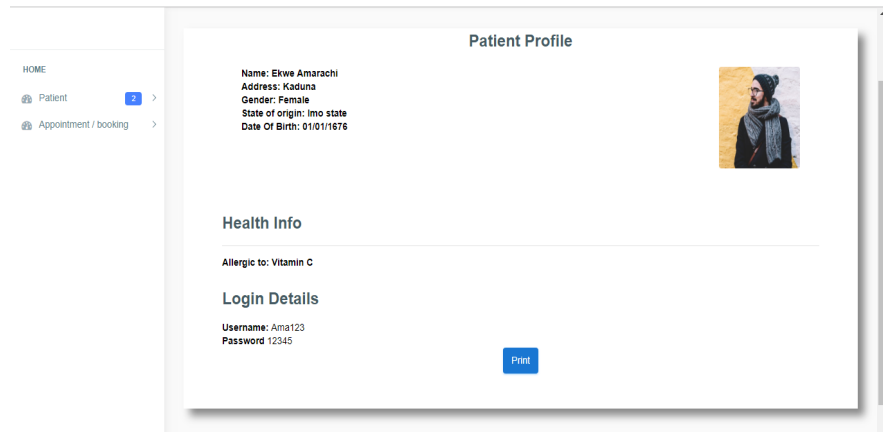 Patient Profile
HOME
Patient 2
Appointment / booking
Name: Ekwe Amarachi
Address: Kaduna
Gender: Female
State of origin: Imo state
Date Of Birth: 01/01/1676
Health Info
Allergic to: Vitamin C
Login Details
Username: Ama123
Password 12345
Print